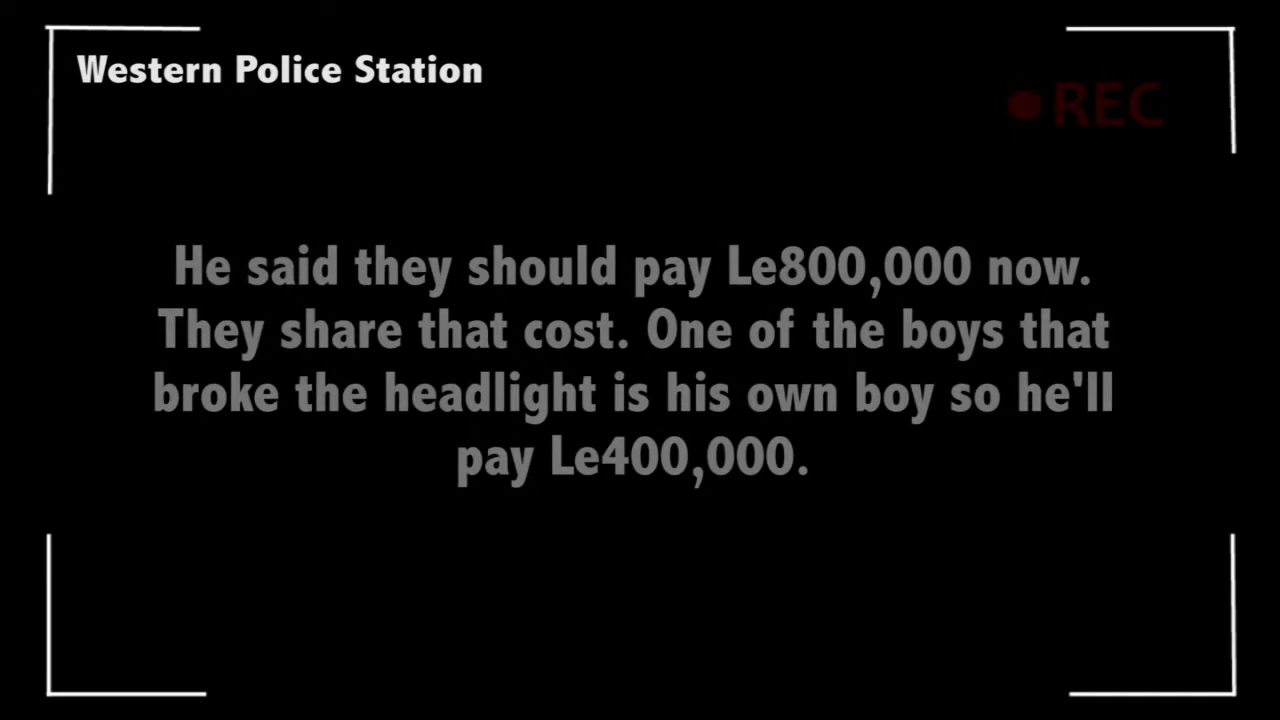 Western Police Station
REC
He said they should pay Le800,000 now.
They share that cost. One of the boys that
broke the headlight is his own boy so he'll
pay Le400,000.